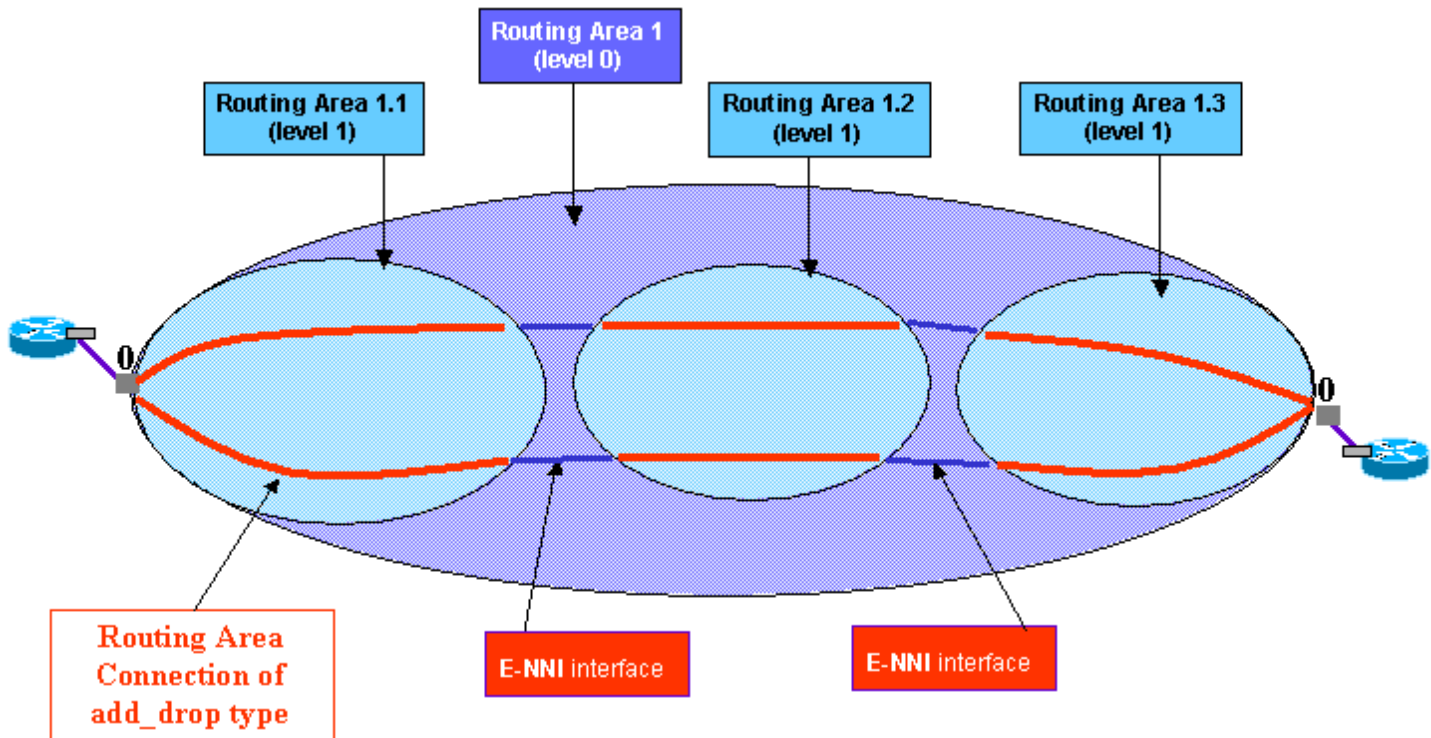 Routing Area 1
(level 0)
Routing Area 1.1
(level 1)
Routing Area 1.2
(level 1)
Routing Area 1.3
(level 1)
0
0
Routing Area
Connection of
add_drop type
E-NNI interface
E-NNI interface